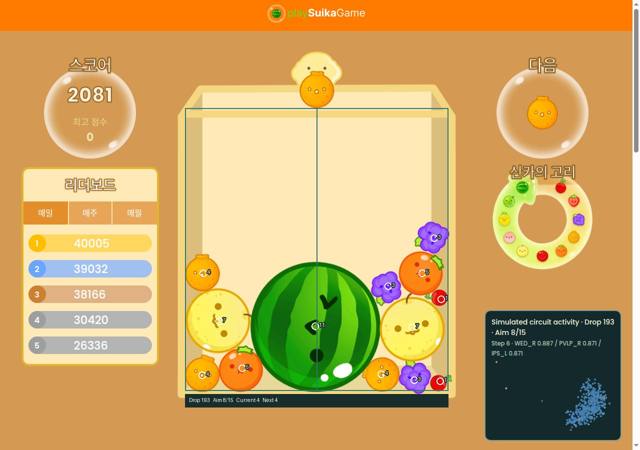 playSuikaGame
스코어
2081
최고 점수
0
다음
싼카의 고리
리더보드
매일 매주 매월
1 40005
2 39032
3 38166
4 30420
5 26336
Simulated circuit activity · Drop 193
· Aim 8/15
Step 6 · WED_R 0.887 / PVLP_R 0.871 /
IPS_L 0.871
Drop 193 Aim 8/15 Current 4 Next 4